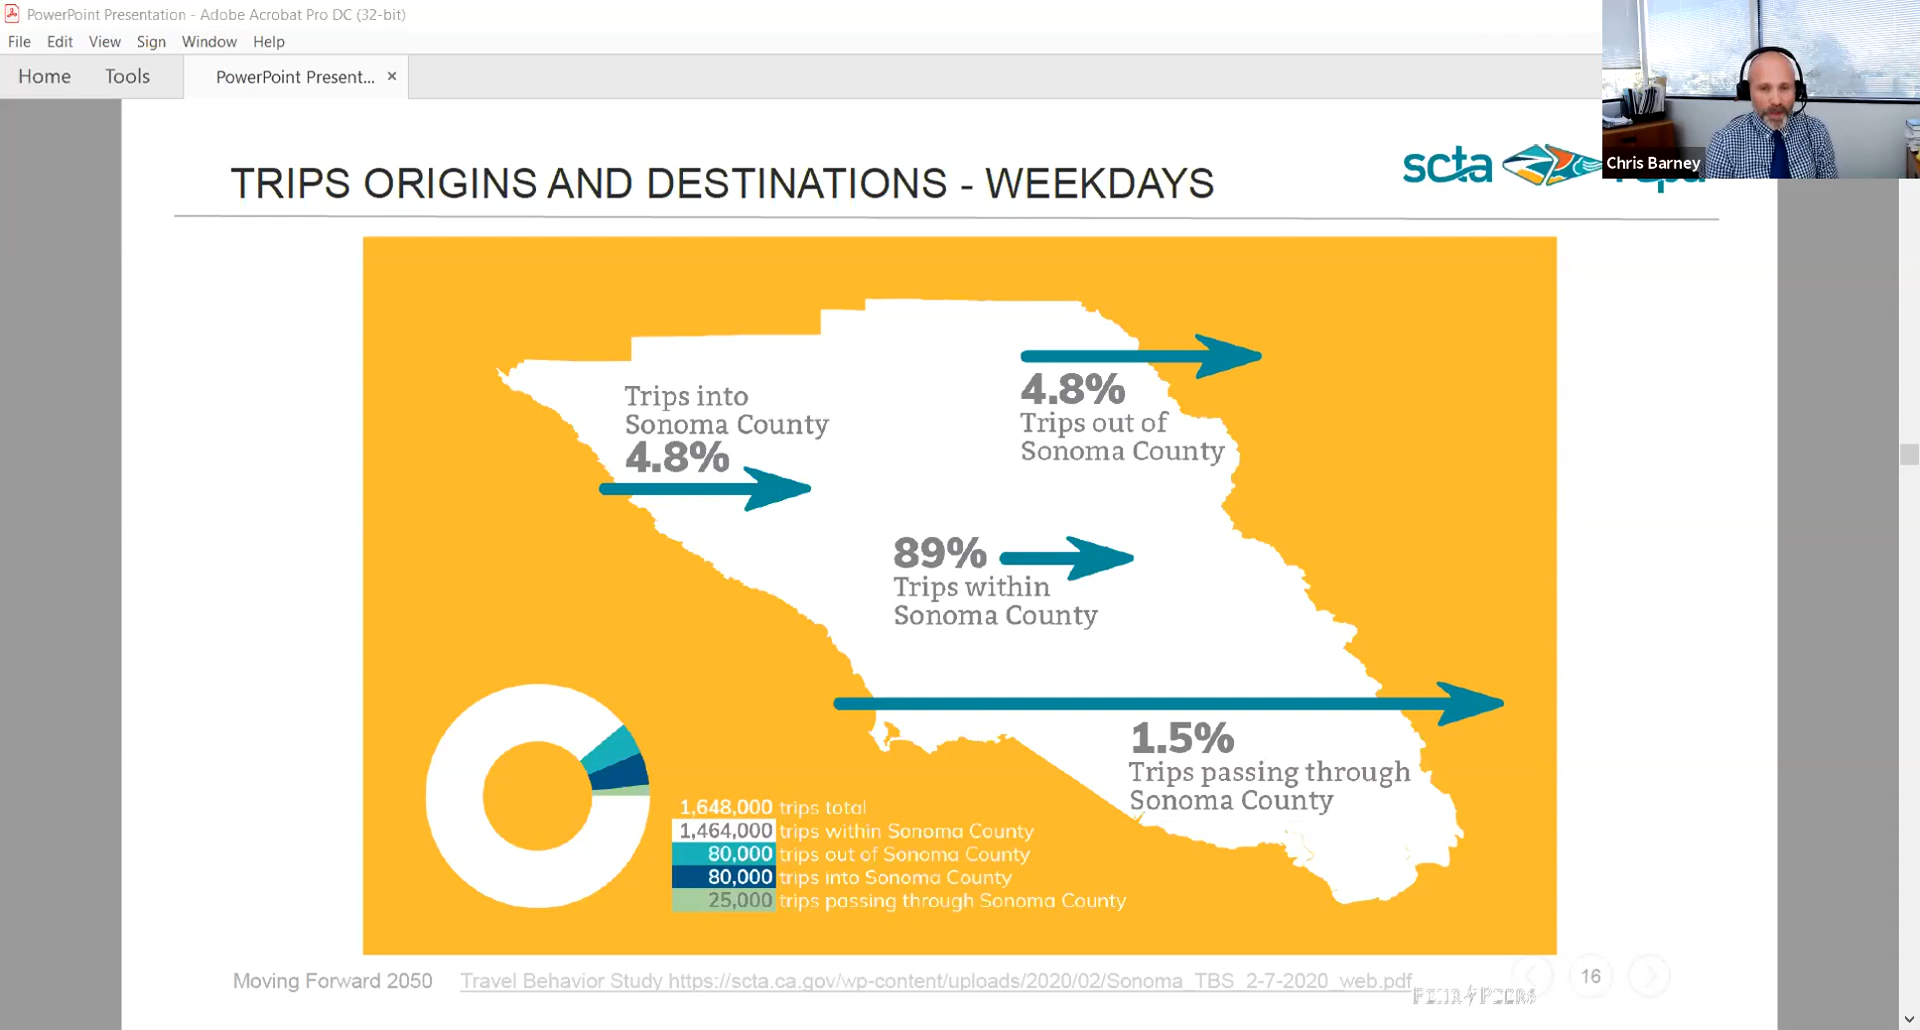 PowerPoint Presentation - Adobe Acrobat Pro DC (32-bit)
File Edit View Sign Window Help
Home Tools PowerPoint Present... ×
Chris Barney
TRIPS ORIGINS AND DESTINATIONS - WEEKDAYS
scta
Trips into
Sonoma County
4.8%
4.8%
Trips out of
Sonoma County
89%
Trips within
Sonoma County
1.5%
Trips passing through
Sonoma County
1,648,000 trips total
1,464,000 trips within Sonoma County
80,000 trips out of Sonoma County
80,000 trips into Sonoma County
25,000 trips passing through Sonoma County
Moving Forward 2050 Travel Behavior Study https://scta.ca.gov/wp-content/uploads/2020/02/Sonoma_TBS_2-7-2020_web.pdf
FEHR & PEERS
16